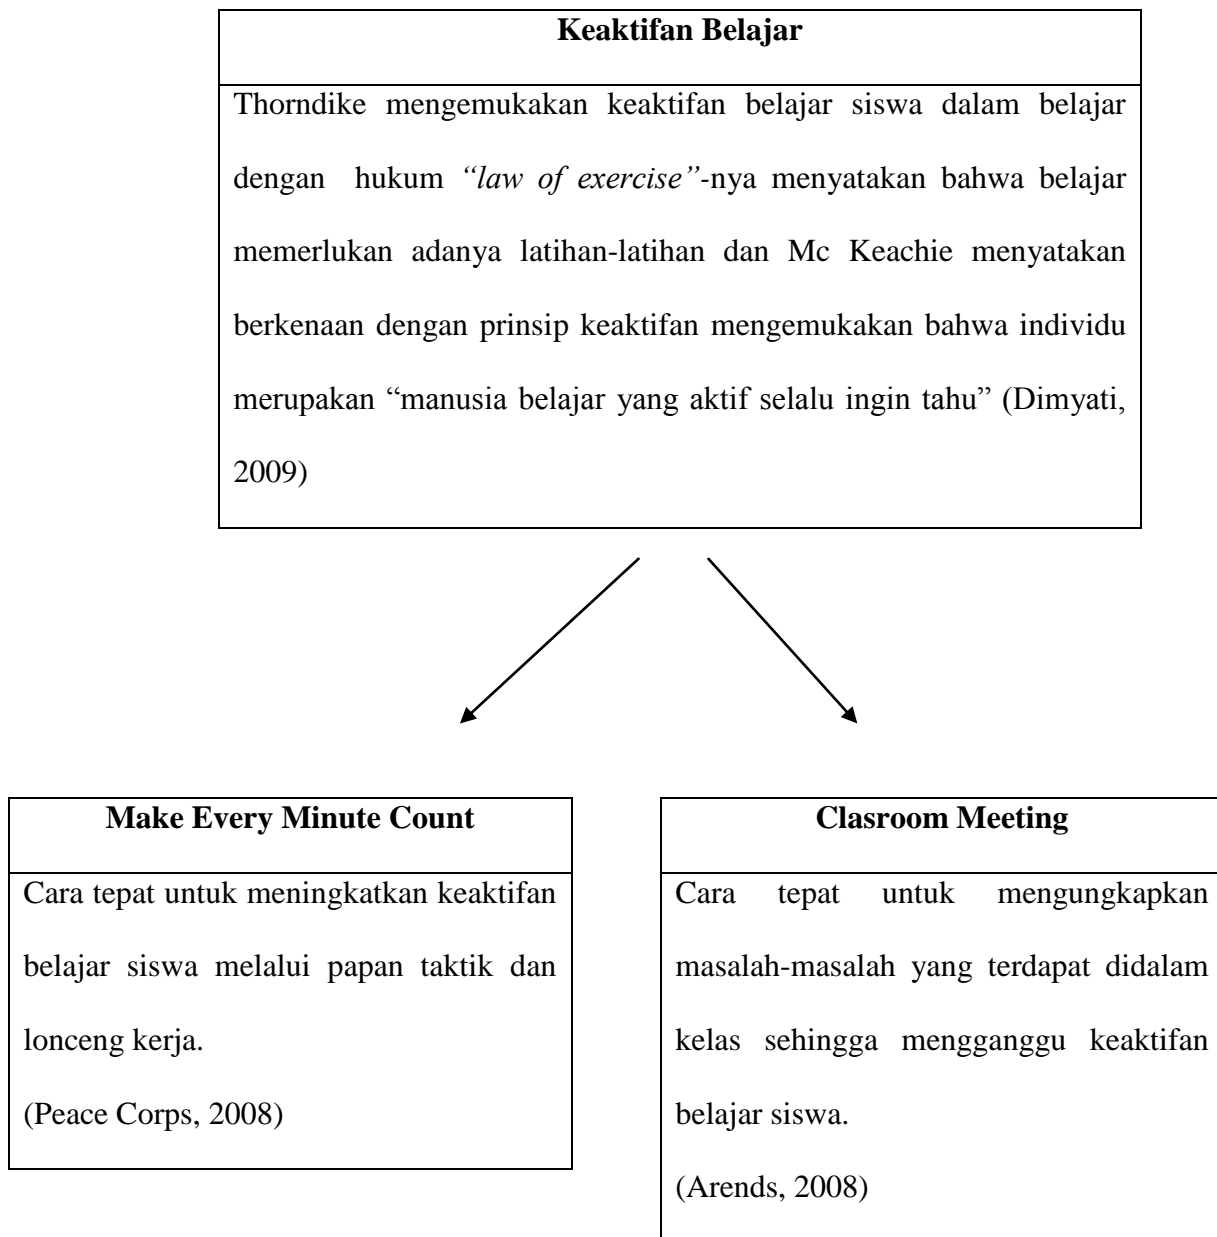 Keaktifan Belajar
Thorndike mengemukakan keaktifan belajar siswa dalam belajar
dengan hukum “law of exercise”-nya menyatakan bahwa belajar
memerlukan adanya latihan-latihan dan Mc Keachie menyatakan
berkenaan dengan prinsip keaktifan mengemukakan bahwa individu
merupakan “manusia belajar yang aktif selalu ingin tahu” (Dimyati,
2009)
Make Every Minute Count
Cara tepat untuk meningkatkan keaktifan
belajar siswa melalui papan taktik dan
lonceng kerja.
(Peace Corps, 2008)
Clasroom Meeting
Cara tepat untuk mengungkapkan
masalah-masalah yang terdapat didalam
kelas sehingga mengganggu keaktifan
belajar siswa.
(Arends, 2008)